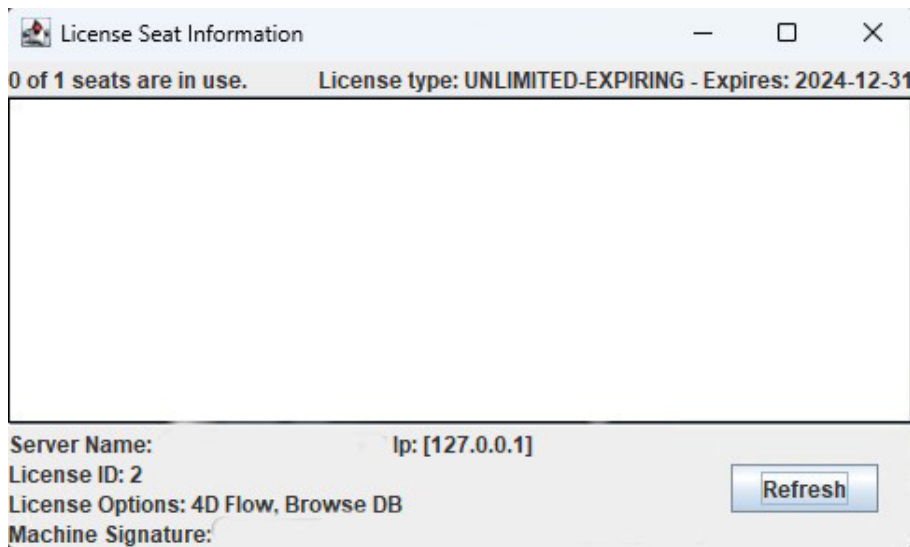 License Seat Information
0 of 1 seats are in use. License type: UNLIMITED-EXPIRING - Expires: 2024-12-31
Server Name: Ip: [127.0.0.1]
License ID: 2
Refresh
License Options: 4D Flow, Browse DB
Machine Signature: